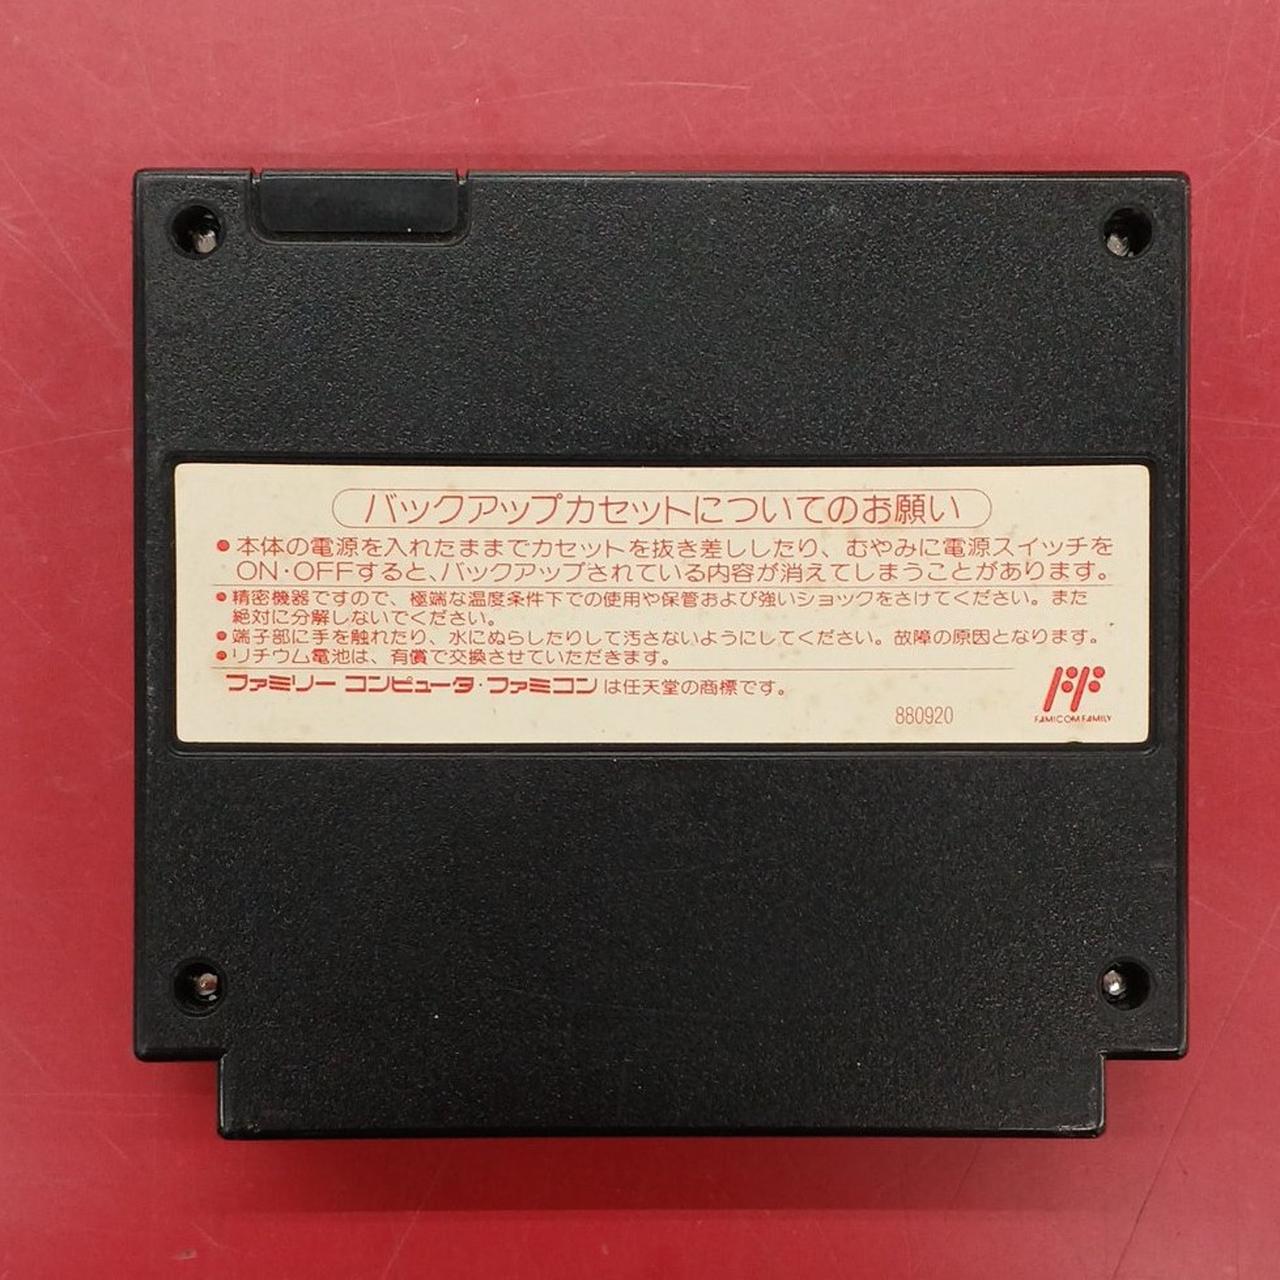 バックアップカセットについてのお願い
●本体の電源を入れたままでカセットを抜き差ししたり、むやみに電源スイッチを
ON・OFFすると、バックアップされている内容が消えてしまうことがあります。
●精密機器ですので、極端な温度条件下での使用や保管および強いショックをさけてください。また
絶対に分解しないでください。
●端子部に手を触れたり、水にぬらしたりして汚さないようにしてください。故障の原因となります。
●リチウム電池は、有償で交換させていただきます。
ファミリー コンピュータ・ファミコンは任天堂の商標です。
880920
FAMICOM FAMILY